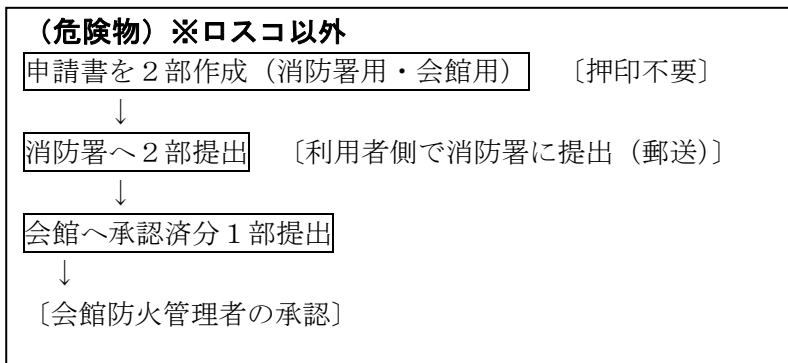 （危険物）※ロスコ以外
申請書を２部作成（消防署用・会館用） 〔押印不要〕
↓
消防署へ２部提出 〔利用者側で消防署に提出（郵送）〕
↓
会館へ承認済分１部提出
↓
〔会館防火管理者の承認〕